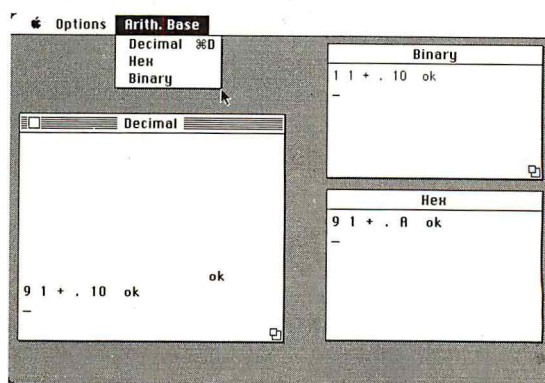 Options Arith. Base
Decimal ⌘D
Hex
Binary
Binary
1 1 + . 10 ok
Decimal
ok
9 1 + . 10 ok
Hex
9 1 + . A ok